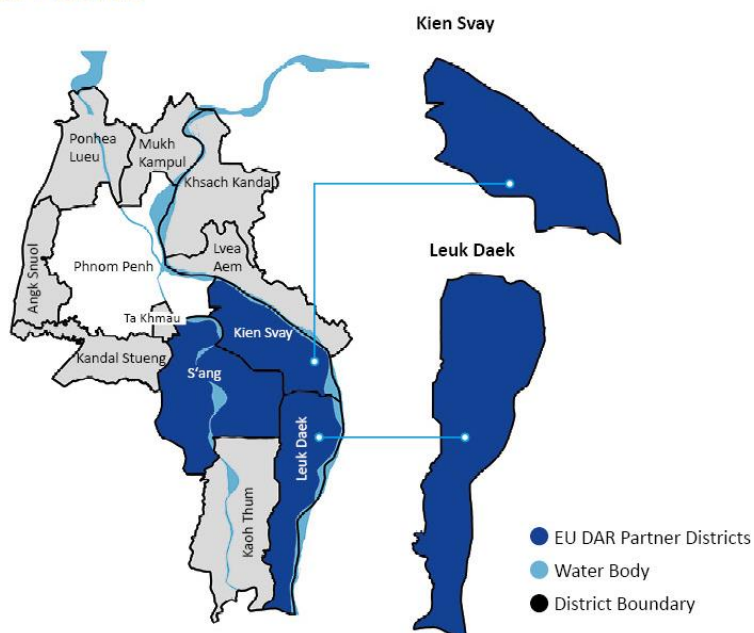 Kien Svay
Ponhea
Lueu
Mukh
Kampul
Khsach Kandal
Angk Snuol
Phnom Penh
Lvea
Aem
Leuk Daek
Ta Khmau
Kien Svay
Kandal Stueng
S'ang
Leuk Daek
Kaoh Thum
EU DAR Partner Districts
Water Body
District Boundary